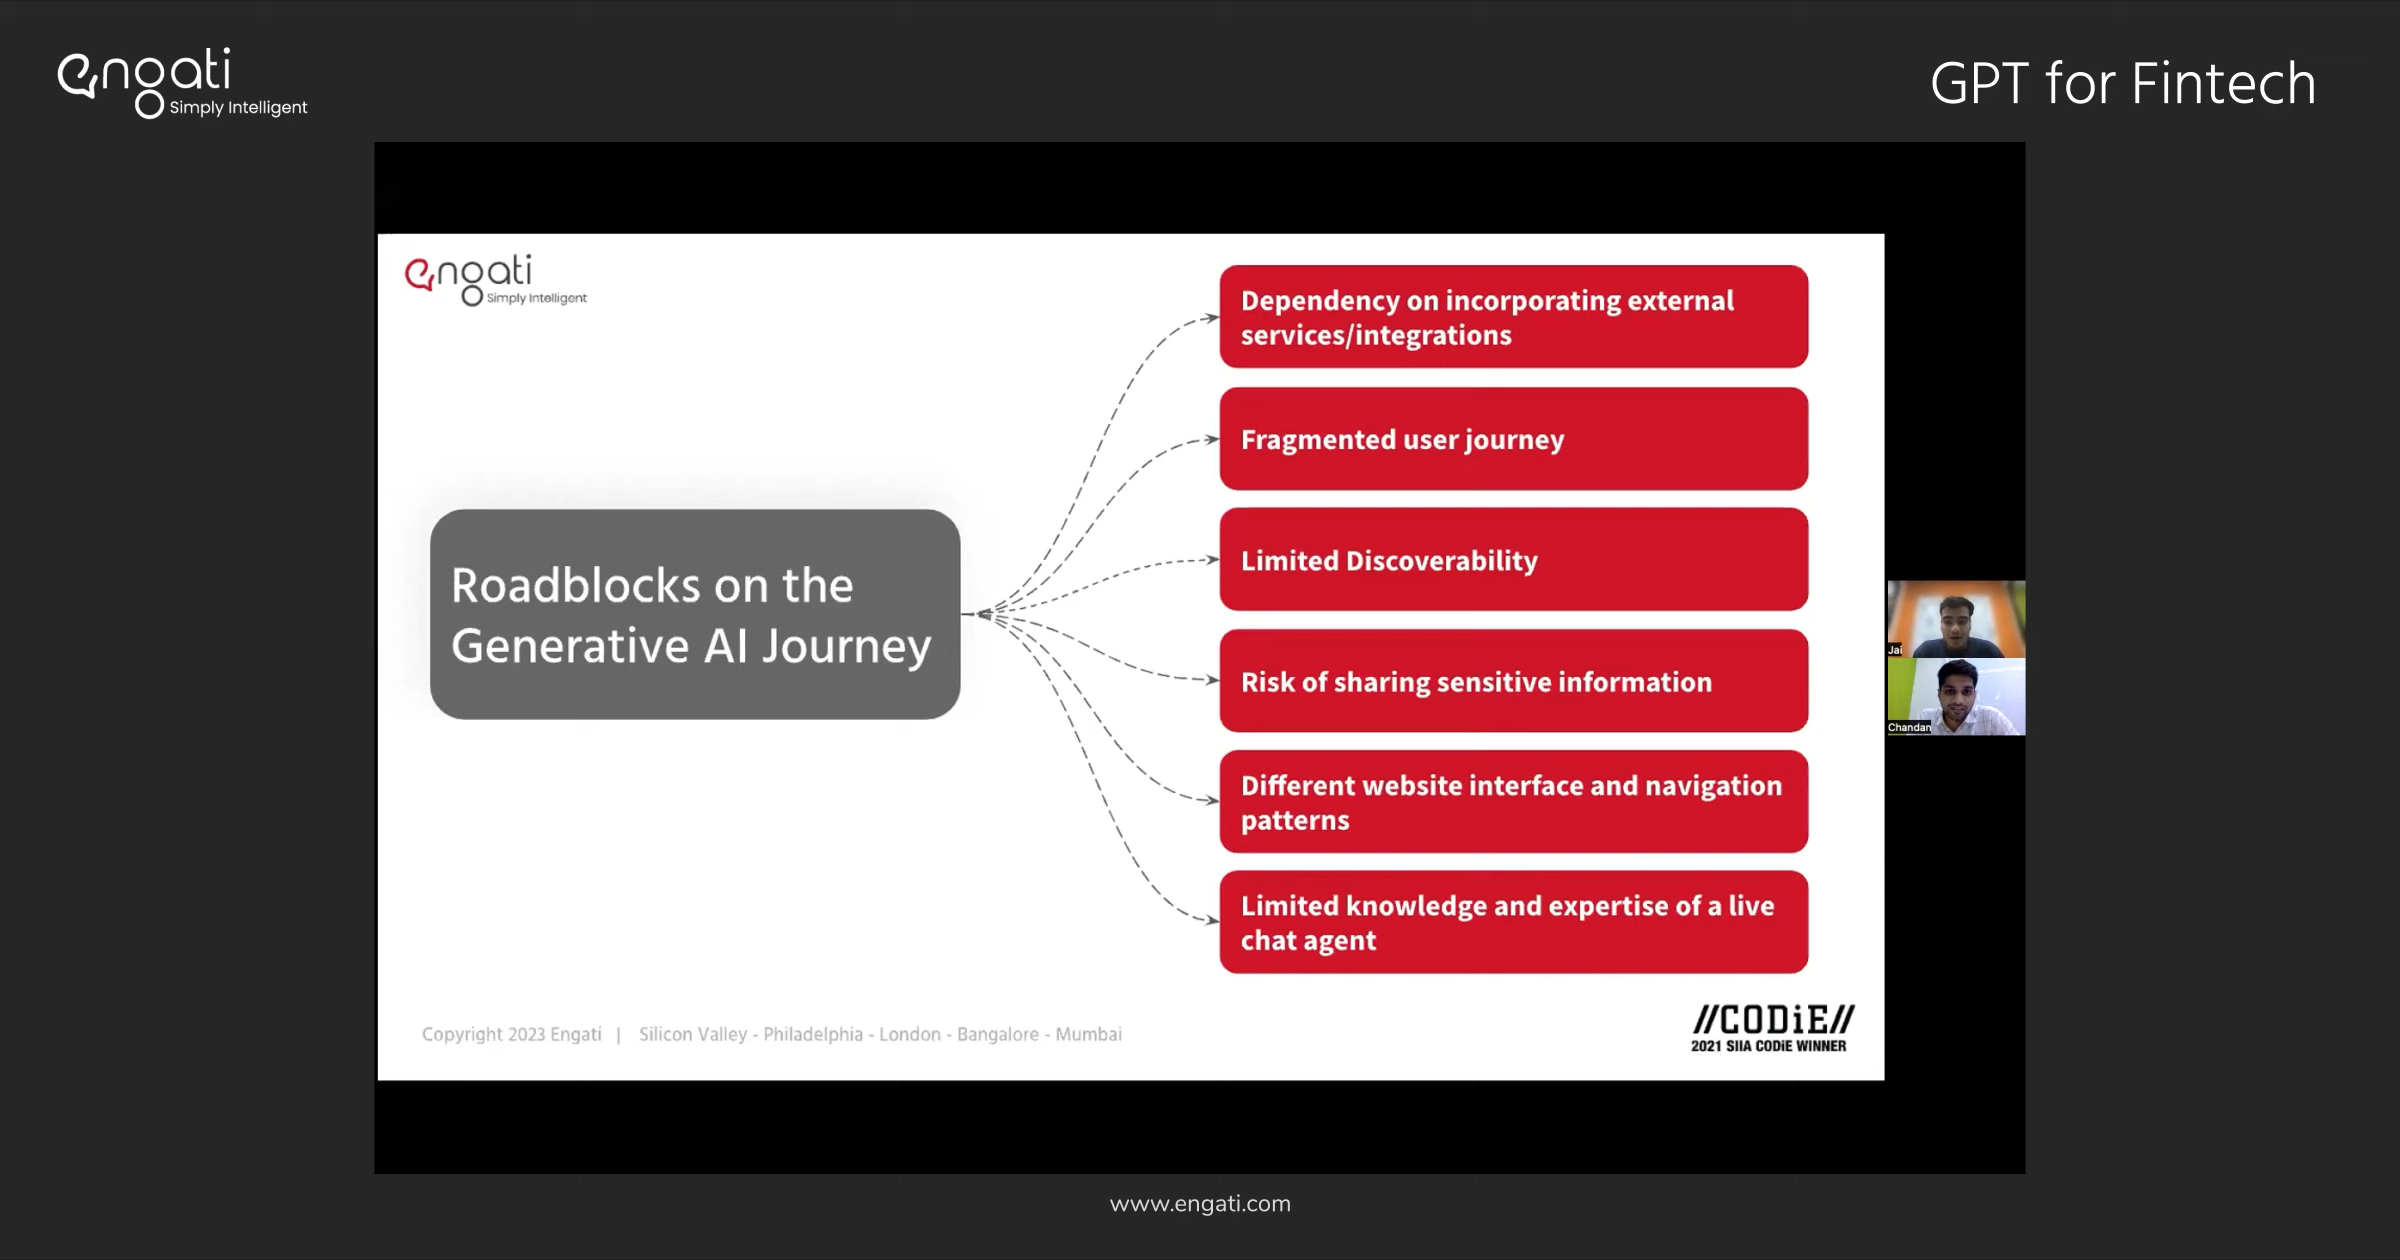 engati
Simply Intelligent
GPT for Fintech
engati
Simply Intelligent
Roadblocks on the
Generative AI Journey
Dependency on incorporating external
services/integrations
Fragmented user journey
Limited Discoverability
Risk of sharing sensitive information
Different website interface and navigation
patterns
Limited knowledge and expertise of a live
chat agent
Jai
Chandan
Copyright 2023 Engati | Silicon Valley - Philadelphia - London - Bangalore - Mumbai
//CODiE//
2021 SIIA CODiE WINNER
www.engati.com